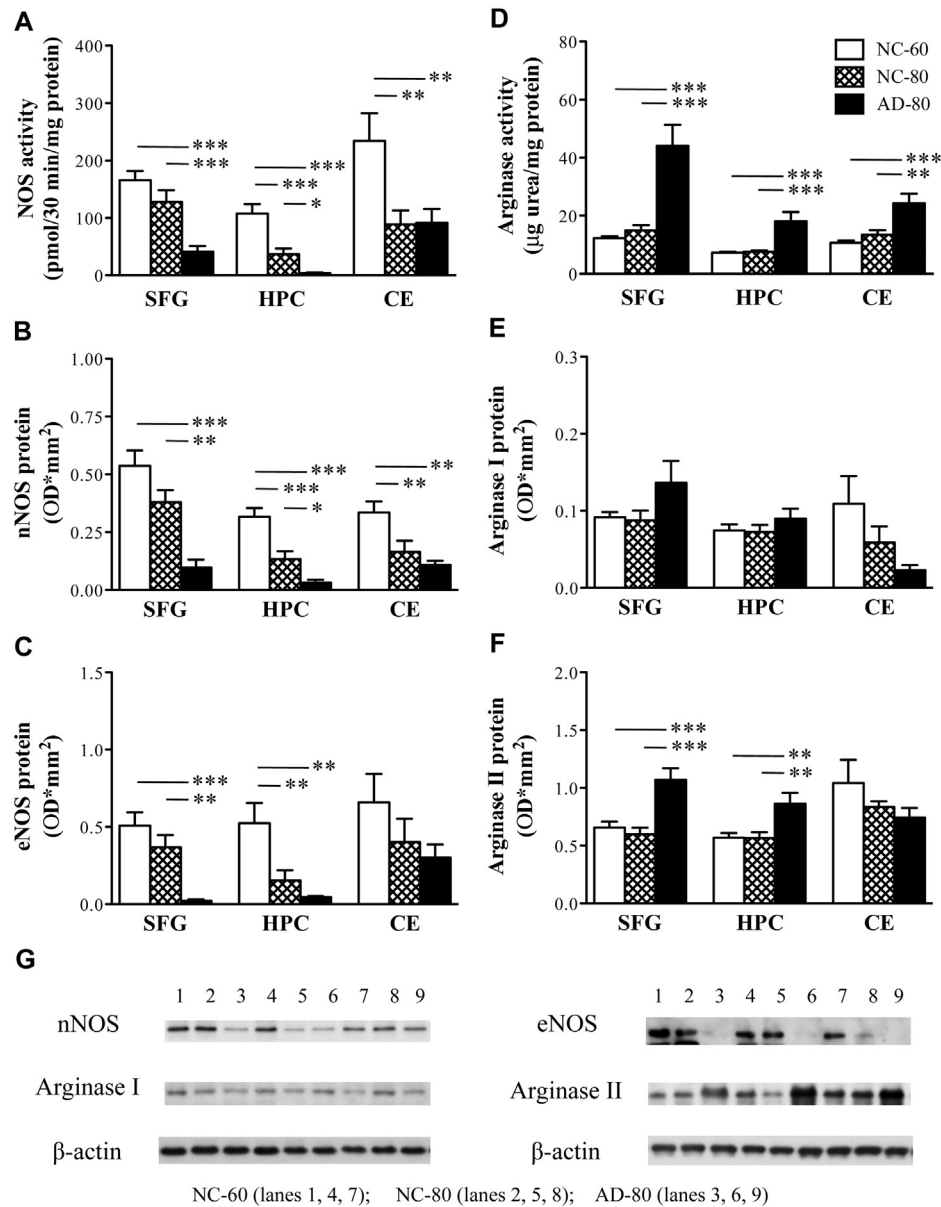 A
NOS activity
(pmol/30 min/mg protein)
400
300
200
100
0
**
**
***
***
***
***
*
SFG HPC CE
D
Arginase activity
(µg urea/mg protein)
80
60
40
20
0
NC-60
NC-80
AD-80
***
***
***
***
***
**
SFG HPC CE
B
nNOS protein
(OD*mm²)
1.00
0.75
0.50
0.25
0.00
***
**
***
***
*
**
**
SFG HPC CE
E
Arginase I protein
(OD*mm²)
0.3
0.2
0.1
0.0
SFG HPC CE
C
eNOS protein
(OD*mm²)
1.5
1.0
0.5
0.0
***
**
**
**
SFG HPC CE
F
Arginase II protein
(OD*mm²)
2.0
1.5
1.0
0.5
0.0
***
***
**
**
SFG HPC CE
G
1 2 3 4 5 6 7 8 9
nNOS
Arginase I
β-actin
1 2 3 4 5 6 7 8 9
eNOS
Arginase II
β-actin
NC-60 (lanes 1, 4, 7); NC-80 (lanes 2, 5, 8); AD-80 (lanes 3, 6, 9)